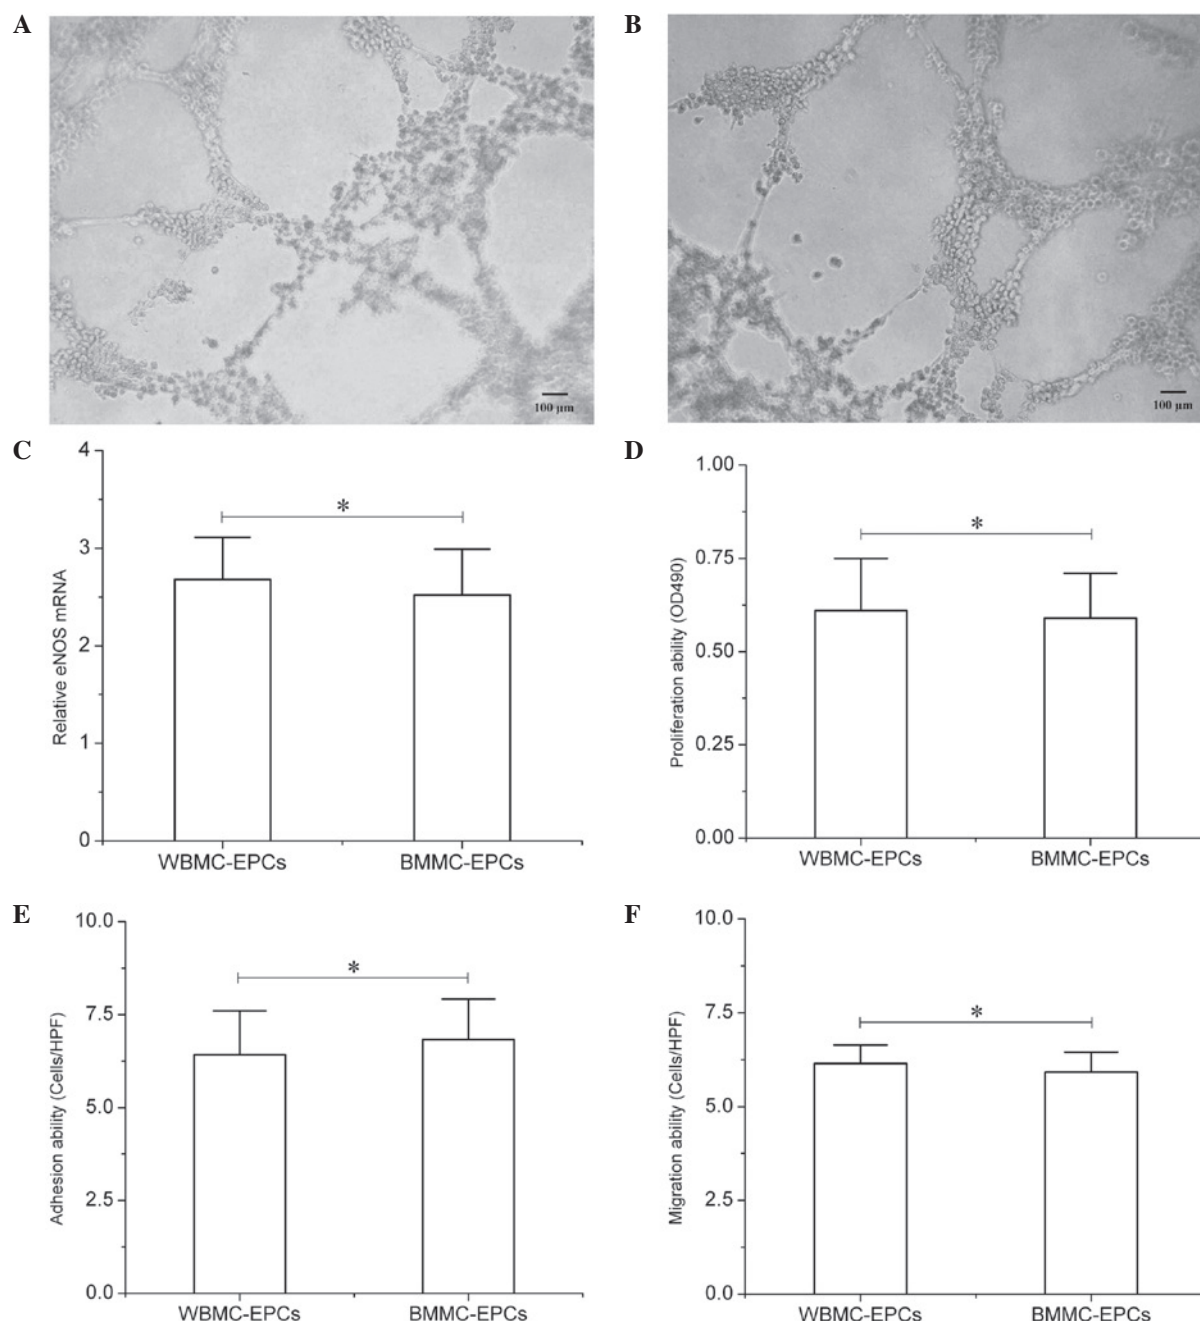 A
B
100 µm
100 µm
C
4
3
2
1
0
Relative eNOS mRNA
*
WBMC-EPCs
BMMC-EPCs
D
1.00
0.75
0.50
0.25
0.00
Proliferation ability (OD490)
*
WBMC-EPCs
BMMC-EPCs
E
10.0
7.5
5.0
2.5
0.0
Adhesion ability (Cells/HPF)
*
WBMC-EPCs
BMMC-EPCs
F
10.0
7.5
5.0
2.5
0.0
Migration ability (Cells/HPF)
*
WBMC-EPCs
BMMC-EPCs